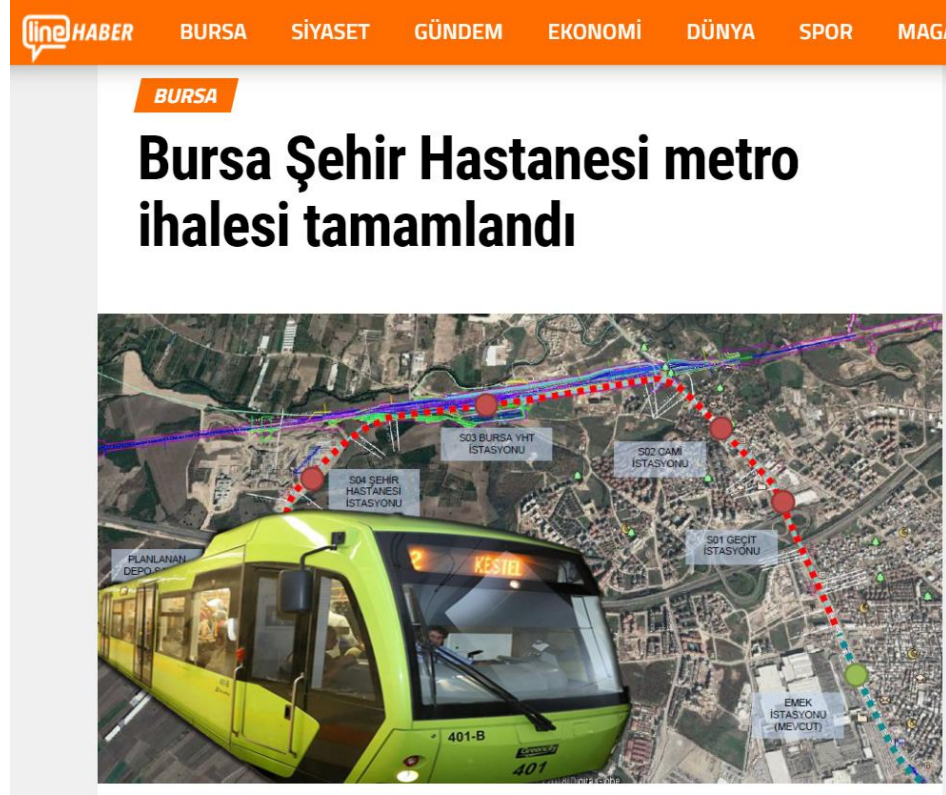 line HABER
BURSA
SİYASET
GÜNDEM
EKONOMİ
DÜNYA
SPOR
BURSA
Bursa Şehir Hastanesi metro
ihalesi tamamlandı
S03 BURSA YHT
İSTASYONU
S02 CAMİ
İSTASYONU
S04 ŞEHİR
HASTANESİ
İSTASYONU
S01 GEÇİT
İSTASYONU
PLANLANAN
KESTEL
EMEK
İSTASYONU
(MEVCUT)
401-B
Greencity
401